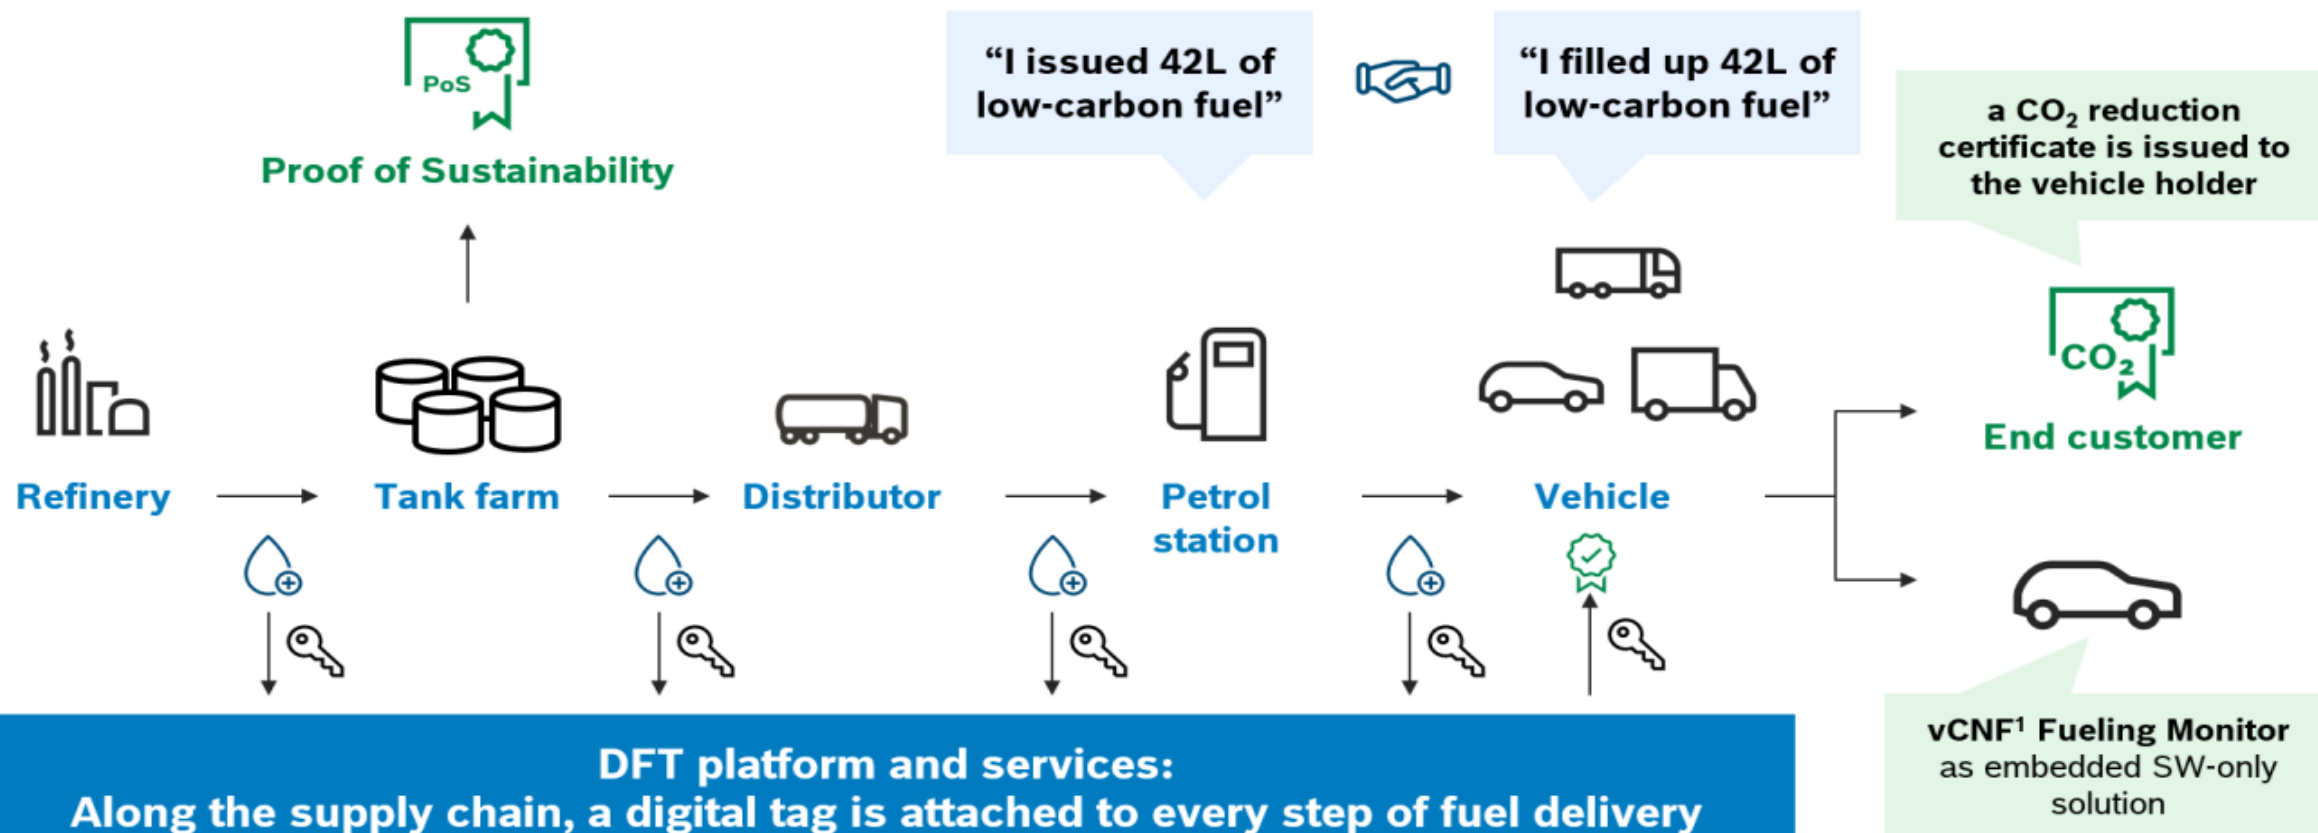 PoS
Proof of Sustainability
“I issued 42L of
low-carbon fuel”
“I filled up 42L of
low-carbon fuel”
a CO₂ reduction
certificate is issued to
the vehicle holder
CO₂
End customer
Refinery
Tank farm
Distributor
Petrol
station
Vehicle
vCNF¹ Fueling Monitor
as embedded SW-only
solution
DFT platform and services:
Along the supply chain, a digital tag is attached to every step of fuel delivery